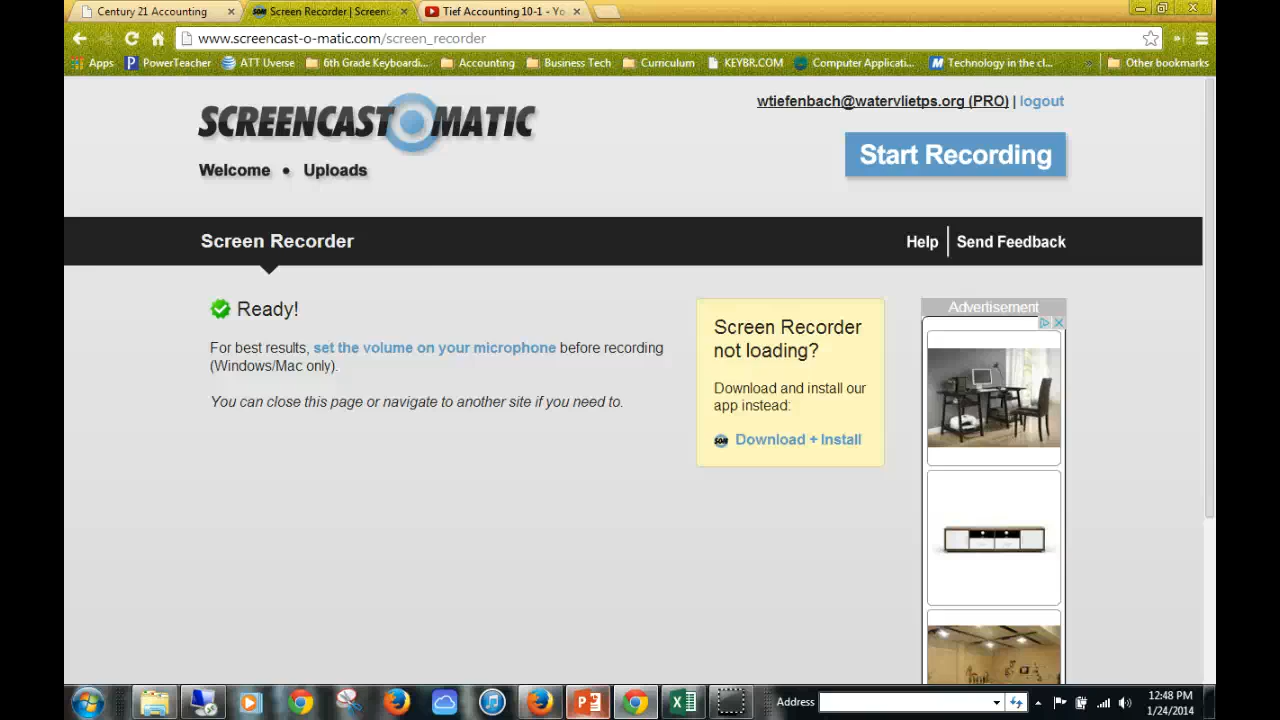 Century 21 Accounting
Screen Recorder | Screenc
Tief Accounting 10-1 - Yo
www.screencast-o-matic.com/screen_recorder
Apps PowerTeacher ATT Uverse 6th Grade Keyboardi... Accounting Business Tech Curriculum KEYBR.COM Computer Applicati... Technology in the cl... » Other bookmarks
SCREENCAST-O-MATIC
wtiefenbach@watervlietps.org (PRO) | logout
Start Recording
Welcome • Uploads
Screen Recorder
Help | Send Feedback
Ready!
For best results, set the volume on your microphone before recording
(Windows/Mac only).
You can close this page or navigate to another site if you need to.
Screen Recorder
not loading?
Download and install our
app instead:
SOM Download + Install
Advertisement
Address
12:48 PM
1/24/2014